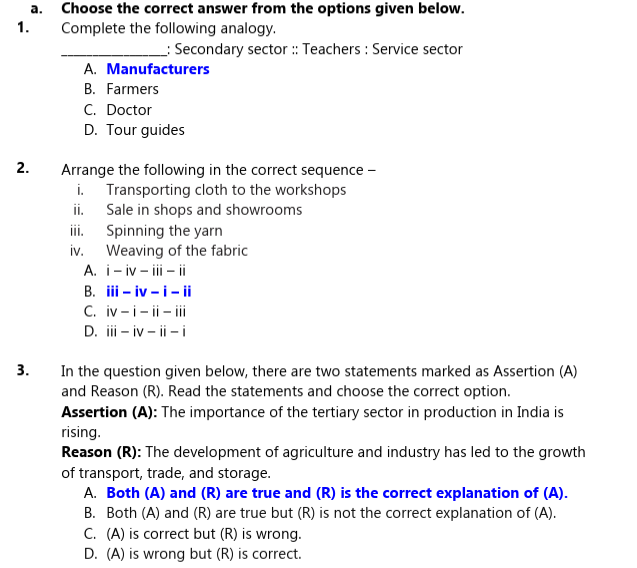 a. Choose the correct answer from the options given below.
1. Complete the following analogy.
________________: Secondary sector :: Teachers : Service sector
A. Manufacturers
B. Farmers
C. Doctor
D. Tour guides
2. Arrange the following in the correct sequence –
i. Transporting cloth to the workshops
ii. Sale in shops and showrooms
iii. Spinning the yarn
iv. Weaving of the fabric
A. i – iv – iii – ii
B. iii – iv – i – ii
C. iv – i – ii – iii
D. iii – iv – ii – i
3. In the question given below, there are two statements marked as Assertion (A)
and Reason (R). Read the statements and choose the correct option.
Assertion (A): The importance of the tertiary sector in production in India is
rising.
Reason (R): The development of agriculture and industry has led to the growth
of transport, trade, and storage.
A. Both (A) and (R) are true and (R) is the correct explanation of (A).
B. Both (A) and (R) are true but (R) is not the correct explanation of (A).
C. (A) is correct but (R) is wrong.
D. (A) is wrong but (R) is correct.